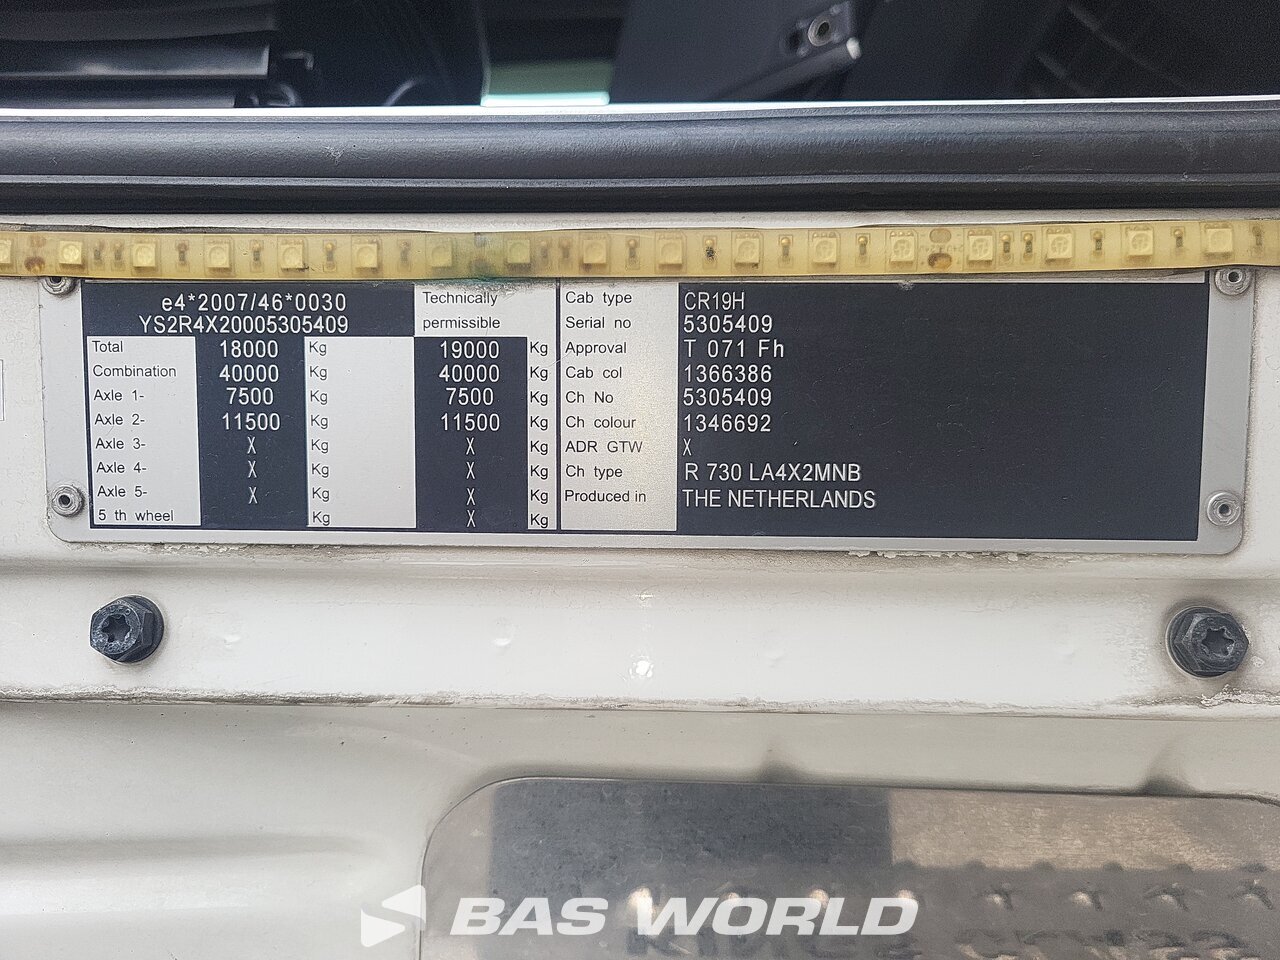 e4*2007/46*0030
YS2R4X20005305409
Technically
permissible
Total 18000 Kg 19000 Kg
Combination 40000 Kg 40000 Kg
Axle 1- 7500 Kg 7500 Kg
Axle 2- 11500 Kg 11500 Kg
Axle 3- X Kg X Kg
Axle 4- X Kg X Kg
Axle 5- X Kg X Kg
5 th wheel Kg X Kg
Cab type CR19H
Serial no 5305409
Approval T 071 Fh
Cab col 1366386
Ch No 5305409
Ch colour 1346692
ADR GTW X
Ch type R 730 LA4X2MNB
Produced in THE NETHERLANDS
BAS WORLD